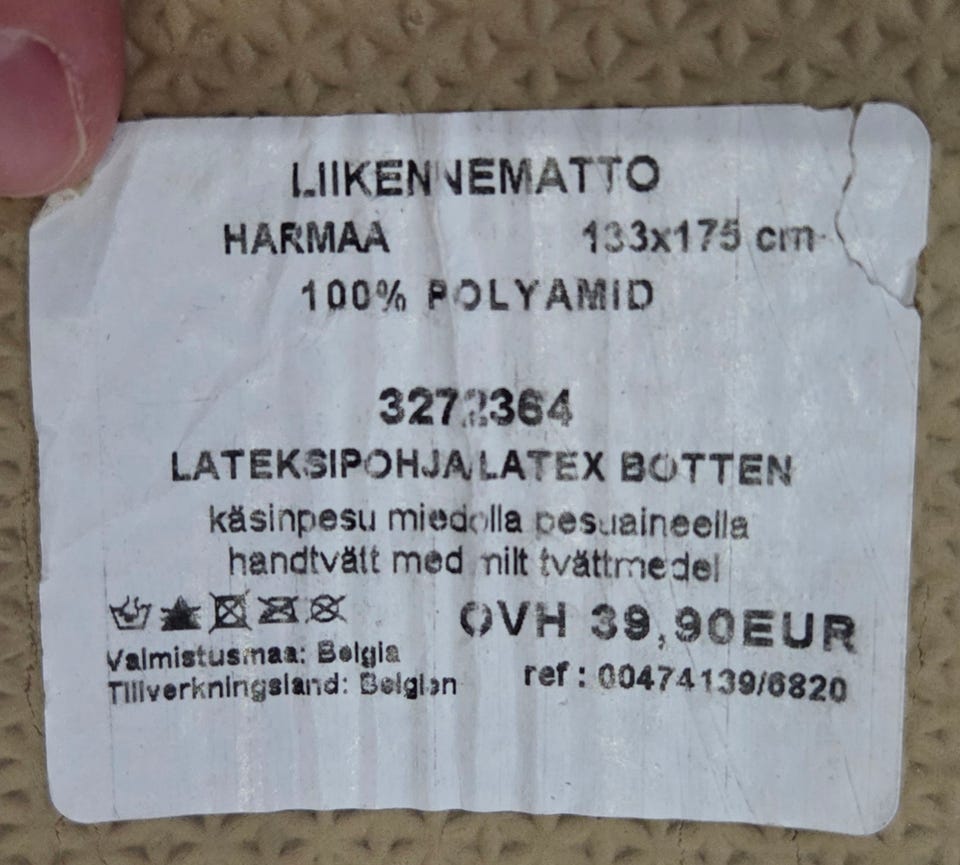 LIIKENNEMATTO
HARMAA 133x175 cm
100% POLYAMID
3272364
LATEKSIPOHJA/LATEX BOTTEN
käsinpesu miedolla pesuaineella
handtvätt med milt tvättmedel
OVH 39,90EUR
Valmistusmaa: Belgia
Tillverkningsland: Belgien
ref : 00474139/6820